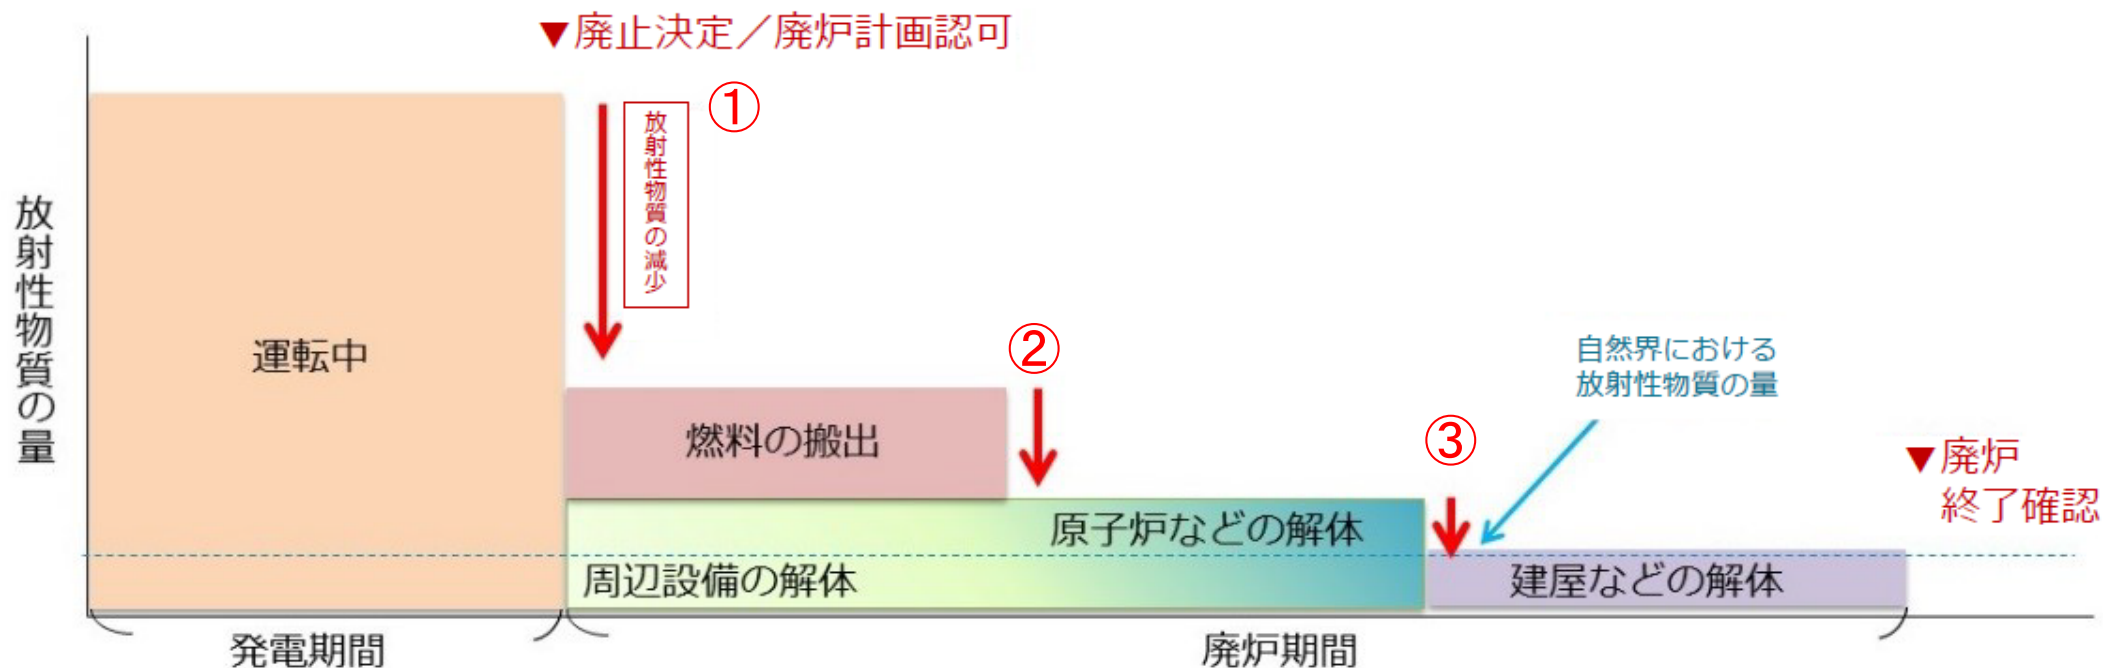 ▼廃止決定／廃炉計画認可
①
放射性物質の減少
放射性物質の量
運転中
②
自然界における
放射性物質の量
燃料の搬出
③
▼廃炉
終了確認
原子炉などの解体
周辺設備の解体
建屋などの解体
発電期間
廃炉期間